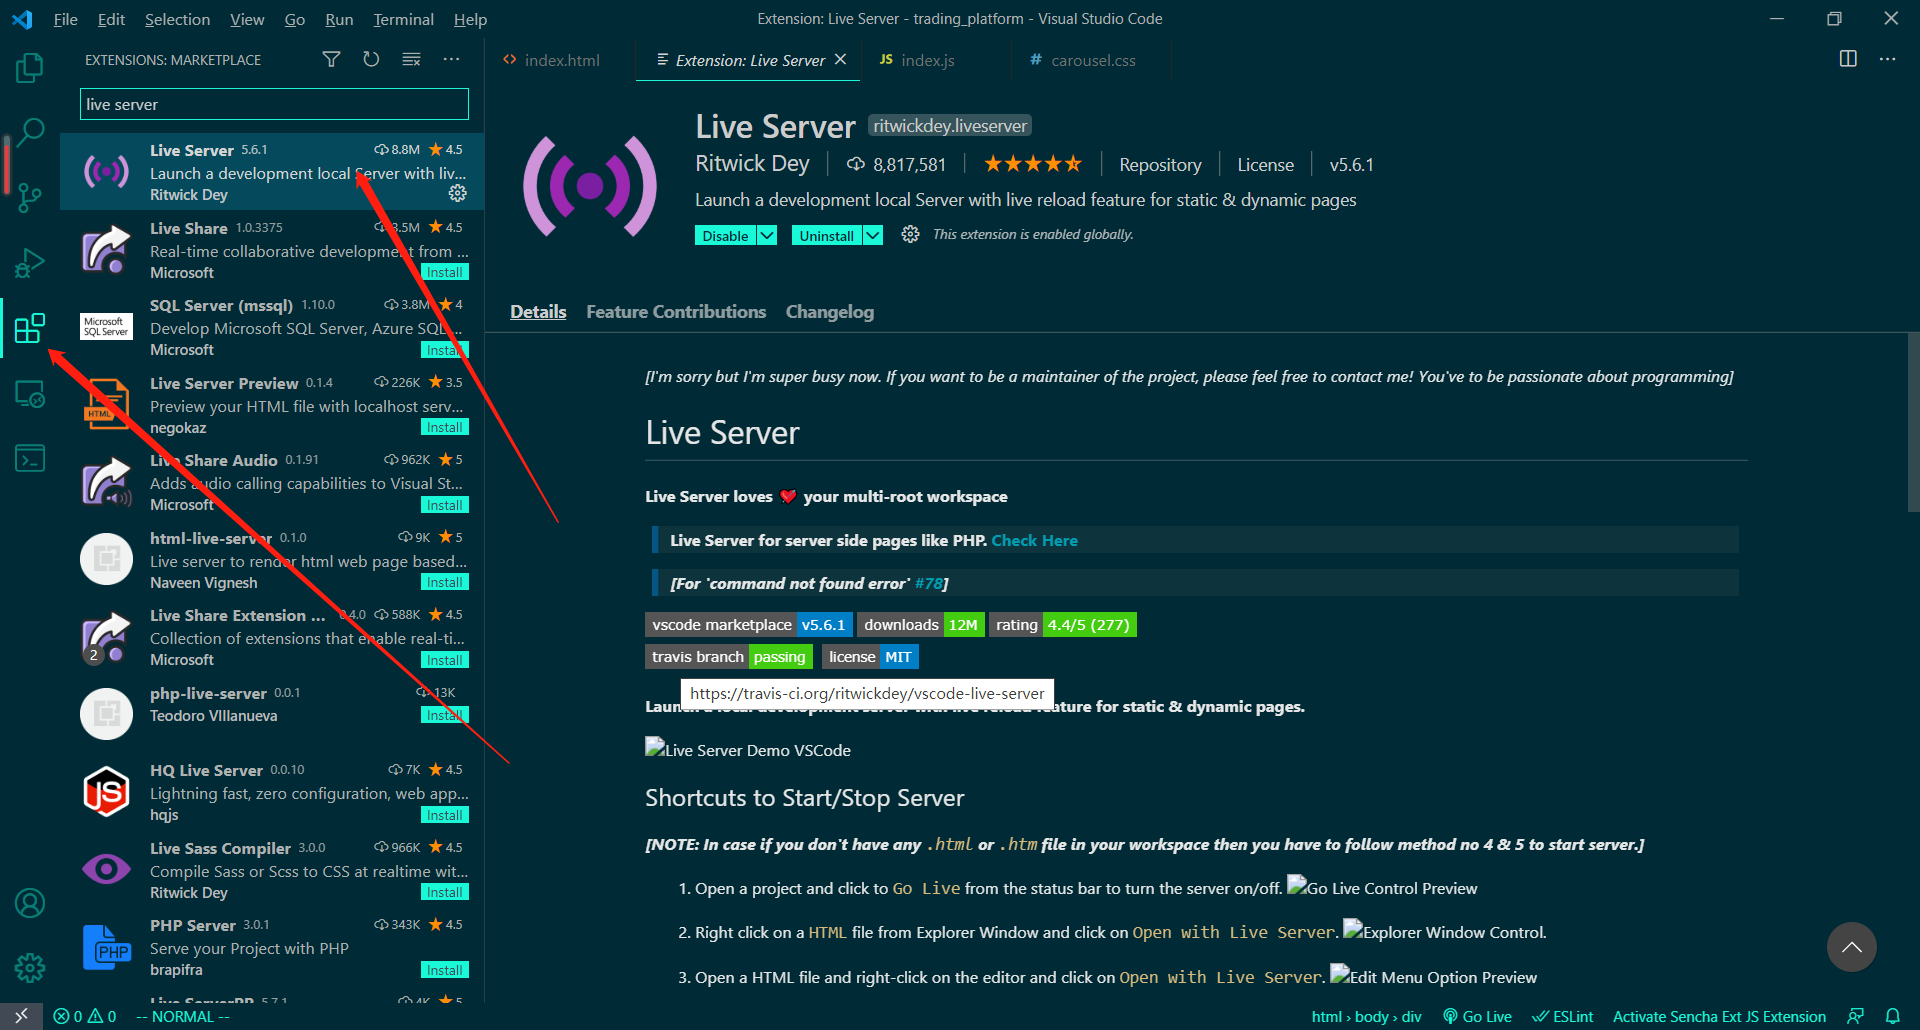 File Edit Selection View Go Run Terminal Help
Extension: Live Server - trading_platform - Visual Studio Code
EXTENSIONS: MARKETPLACE
live server
Live Server 5.6.1 8.8M 4.5
Launch a development local Server with liv...
Ritwick Dey
Live Share 1.0.3375 3.5M 4.5
Real-time collaborative development from ...
Microsoft Install
SQL Server (mssql) 1.10.0 3.8M 4
Microsoft
SQL Server
Develop Microsoft SQL Server, Azure SQL...
Microsoft Install
Live Server Preview 0.1.4 226K 3.5
HTML
Preview your HTML file with localhost serv...
negokaz Install
Live Share Audio 0.1.91 962K 5
Adds audio calling capabilities to Visual St...
Microsoft Install
html-live-server 0.1.0 9K 5
Live server to render html web page based...
Naveen Vignesh Install
Live Share Extension ... 0.4.0 588K 4.5
Collection of extensions that enable real-ti...
2
Microsoft Install
php-live-server 0.0.1 13K
Teodoro VIllanueva Install
HQ Live Server 0.0.10 7K 4.5
JS
Lightning fast, zero configuration, web app...
hqjs Install
Live Sass Compiler 3.0.0 966K 4.5
Compile Sass or Scss to CSS at realtime wit...
Ritwick Dey Install
PHP Server 3.0.1 343K 4.5
PHP
Serve your Project with PHP
brapifra Install
Live ServerPP 5.7.1 4K 5
index.html
Extension: Live Server
JS index.js
# carousel.css
Live Server ritwickdey.liveserver
Ritwick Dey 8,817,581 Repository License v5.6.1
Launch a development local Server with live reload feature for static & dynamic pages
Disable Uninstall This extension is enabled globally.
Details Feature Contributions Changelog
[I'm sorry but I'm super busy now. If you want to be a maintainer of the project, please feel free to contact me! You've to be passionate about programming]
Live Server
Live Server loves your multi-root workspace
Live Server for server side pages like PHP. Check Here
[For 'command not found error' #78]
vscode marketplace v5.6.1 downloads 12M rating 4.4/5 (277)
travis branch passing license MIT
https://travis-ci.org/ritwickdey/vscode-live-server
Launch a local development server with live reload feature for static & dynamic pages.
Live Server Demo VSCode
Shortcuts to Start/Stop Server
[NOTE: In case if you don't have any .html or .htm file in your workspace then you have to follow method no 4 & 5 to start server.]
1. Open a project and click to Go Live from the status bar to turn the server on/off. Go Live Control Preview
2. Right click on a HTML file from Explorer Window and click on Open with Live Server. Explorer Window Control.
3. Open a HTML file and right-click on the editor and click on Open with Live Server. Edit Menu Option Preview
0 0 -- NORMAL --
html › body › div Go Live ESLint Activate Sencha Ext JS Extension